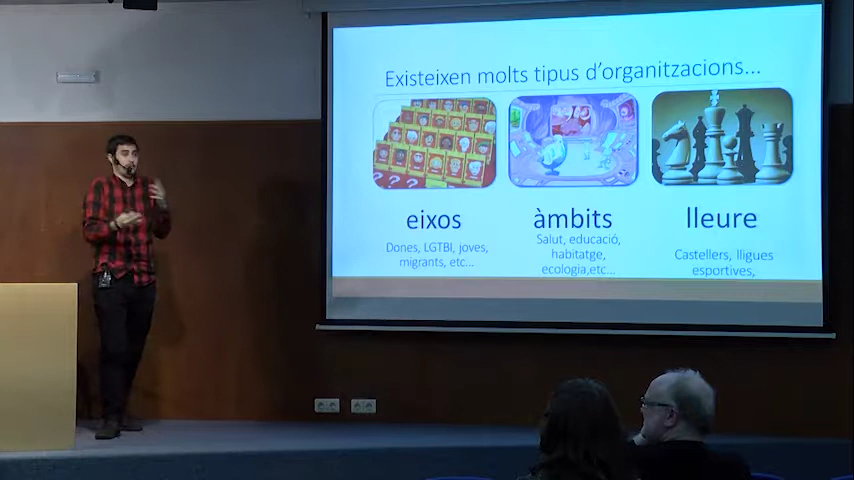 Existeixen molts tipus d'organitzacions...
eixos
Dones, LGTBI, joves,
migrants, etc...
àmbits
Salut, educació,
habitatge,
ecologia,etc...
lleure
Castellers, lligues
esportives,